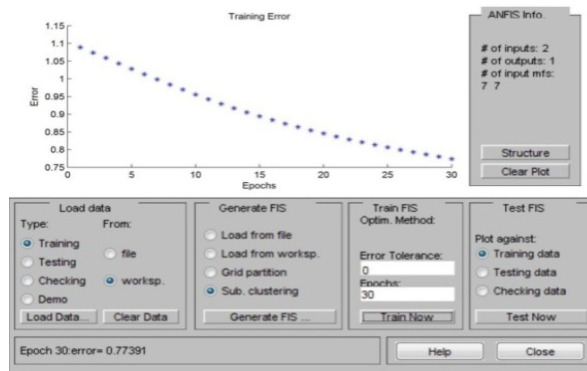 Training Error
Error
1.15
1.1
1.05
1
0.95
0.9
0.85
0.8
0.75
0 5 10 15 20 25 30
Epochs
ANFIS Info.
# of inputs: 2
# of outputs: 1
# of input mfs:
7 7
Structure
Clear Plot
Load data
Type: From:
Training
Testing
Checking
Demo
file
worksp.
Load Data... Clear Data
Generate FIS
Load from file
Load from worksp.
Grid partition
Sub. clustering
Generate FIS ...
Train FIS
Optim. Method:
Error Tolerance:
0
Epochs:
30
Train Now
Test FIS
Plot against:
Training data
Testing data
Checking data
Test Now
Epoch 30:error= 0.77391
Help Close